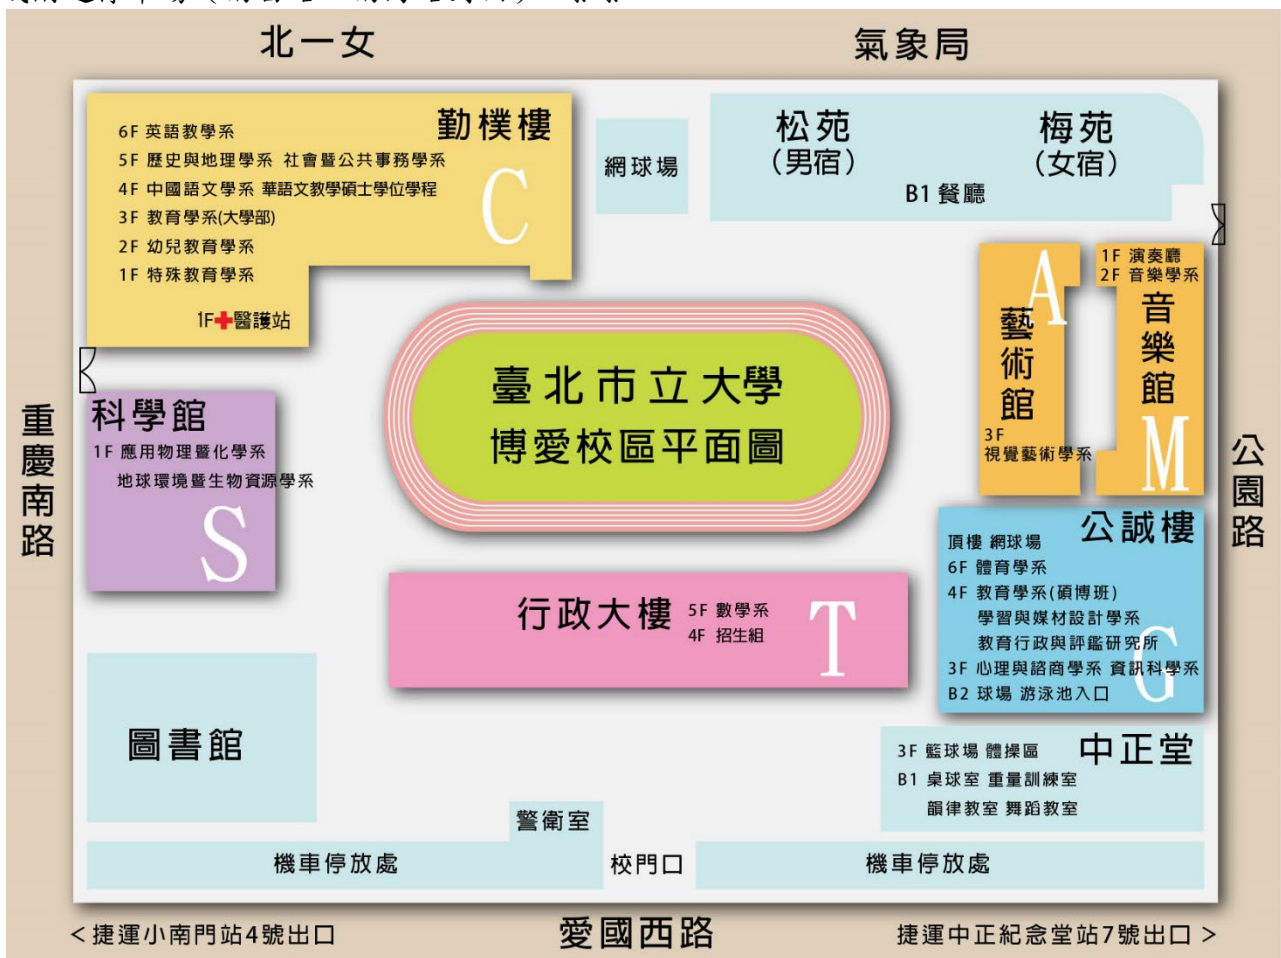 北一女
氣象局
勤樸樓
6F 英語教學系
5F 歷史與地理學系 社會暨公共事務學系
4F 中國語文學系 華語文教學碩士學位學程
3F 教育學系(大學部)
2F 幼兒教育學系
1F 特殊教育學系
1F 醫護站
C
網球場
松苑
(男宿)
梅苑
(女宿)
B1 餐廳
A
藝術館
3F
視覺藝術學系
1F 演奏廳
2F 音樂學系
音樂館
M
重慶南路
公園路
科學館
1F 應用物理暨化學系
地球環境暨生物資源學系
S
臺北市立大學
博愛校區平面圖
行政大樓
5F 數學系
4F 招生組
T
公誠樓
頂樓 網球場
6F 體育學系
4F 教育學系(碩博班)
學習與媒材設計學系
教育行政與評鑑研究所
3F 心理與諮商學系 資訊科學系
B2 球場 游泳池入口
G
圖書館
中正堂
3F 籃球場 體操區
B1 桌球室 重量訓練室
韻律教室 舞蹈教室
警衛室
機車停放處
校門口
機車停放處
<捷運小南門站4號出口
愛國西路
捷運中正紀念堂站7號出口>